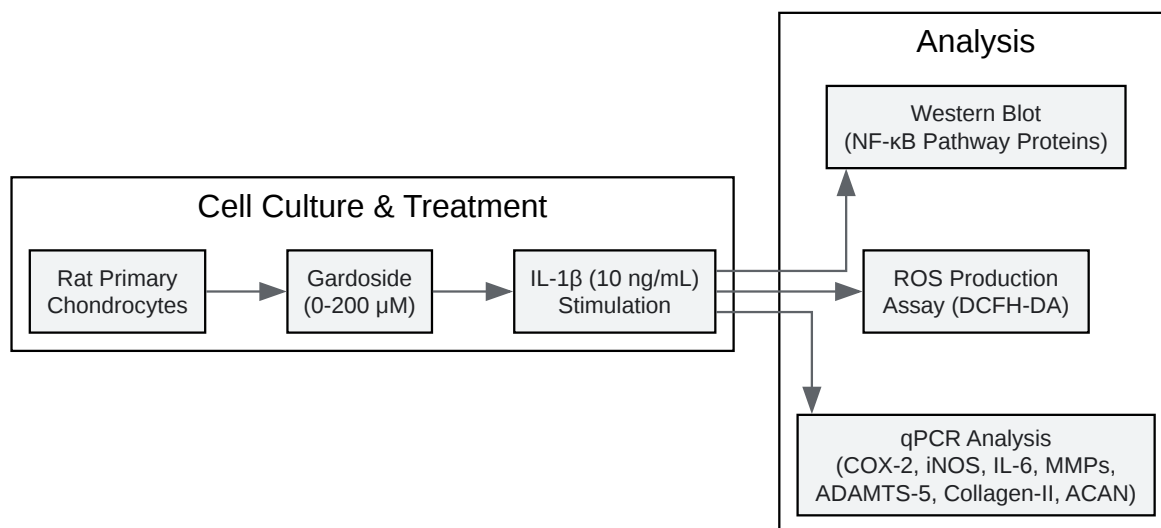 Cell Culture & Treatment
Rat Primary
Chondrocytes
Gardoside
(0-200 μM)
IL-1β (10 ng/mL)
Stimulation
Analysis
Western Blot
(NF-κB Pathway Proteins)
ROS Production
Assay (DCFH-DA)
qPCR Analysis
(COX-2, iNOS, IL-6, MMPs,
ADAMTS-5, Collagen-II, ACAN)